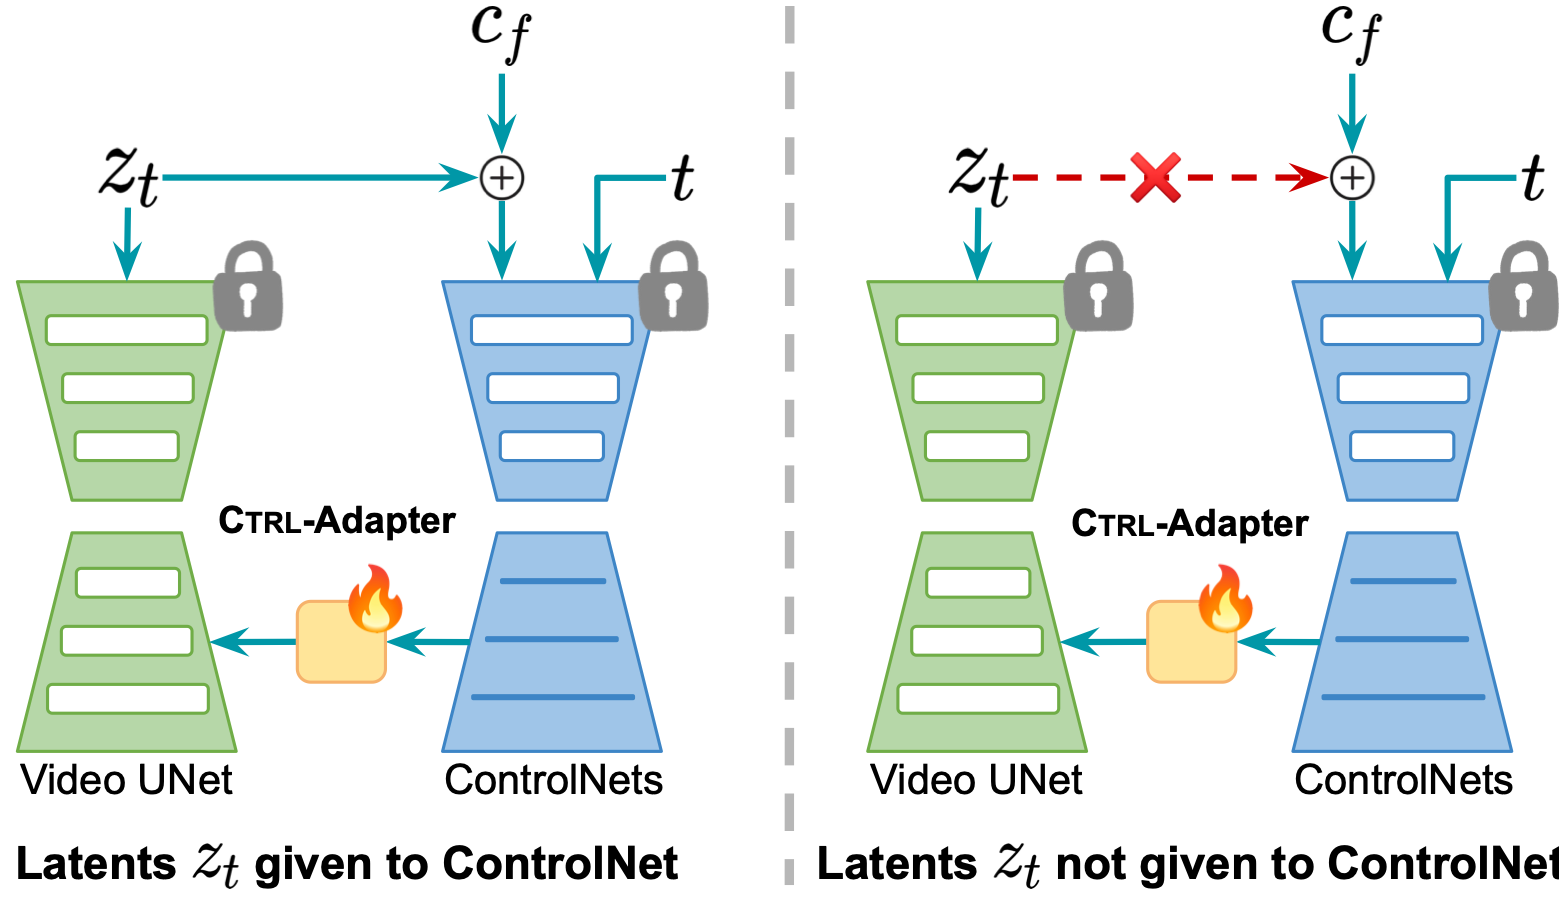 c_f
z_t
t
CTRL-Adapter
Video UNet
ControlNets
Latents z_t given to ControlNet
c_f
z_t
t
CTRL-Adapter
Video UNet
ControlNets
Latents z_t not given to ControlNet